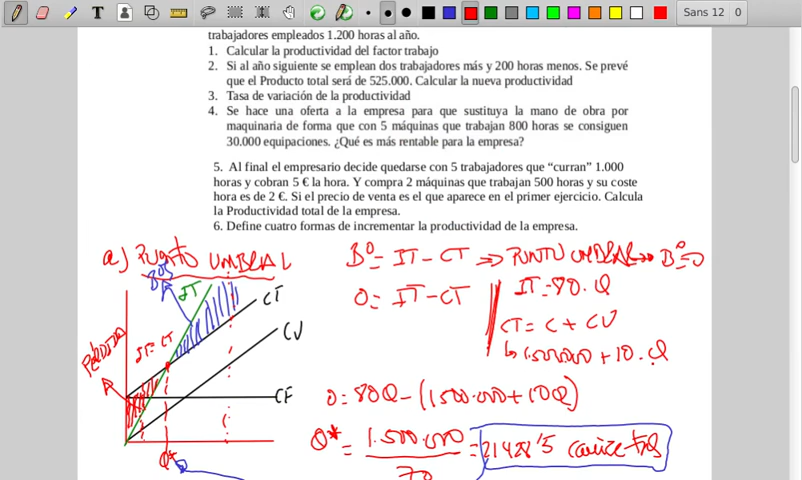 Sans 12 0
trabajadores empleados 1.200 horas al año.
1. Calcular la productividad del factor trabajo
2. Si al año siguiente se emplean dos trabajadores más y 200 horas menos. Se prevé
que el Producto total será de 525.000. Calcular la nueva productividad
3. Tasa de variación de la productividad
4. Se hace una oferta a la empresa para que sustituya la mano de obra por
maquinaria de forma que con 5 máquinas que trabajan 800 horas se consiguen
30.000 equipaciones. ¿Qué es más rentable para la empresa?
5. Al final el empresario decide quedarse con 5 trabajadores que “curran” 1.000
horas y cobran 5 € la hora. Y compra 2 máquinas que trabajan 500 horas y su coste
hora es de 2 €. Si el precio de venta es el que aparece en el primer ejercicio. Calcula
la Productividad total de la empresa.
6. Define cuatro formas de incrementar la productividad de la empresa.
a) Punto UMBRAL
Bº = IT - CT => PUNTO UMBRAL => Bº = 0
0 = IT - CT
IT = 80.Q
CT = C + CV
1.500.000 + 10.Q
0 = 80Q - (1.500.000 + 10Q)
Q* = 1.500.000 / 70 = 21428'5 camisetas
Bº
IT
CT
IT = CT
CV
Pérdida
CF
Q*